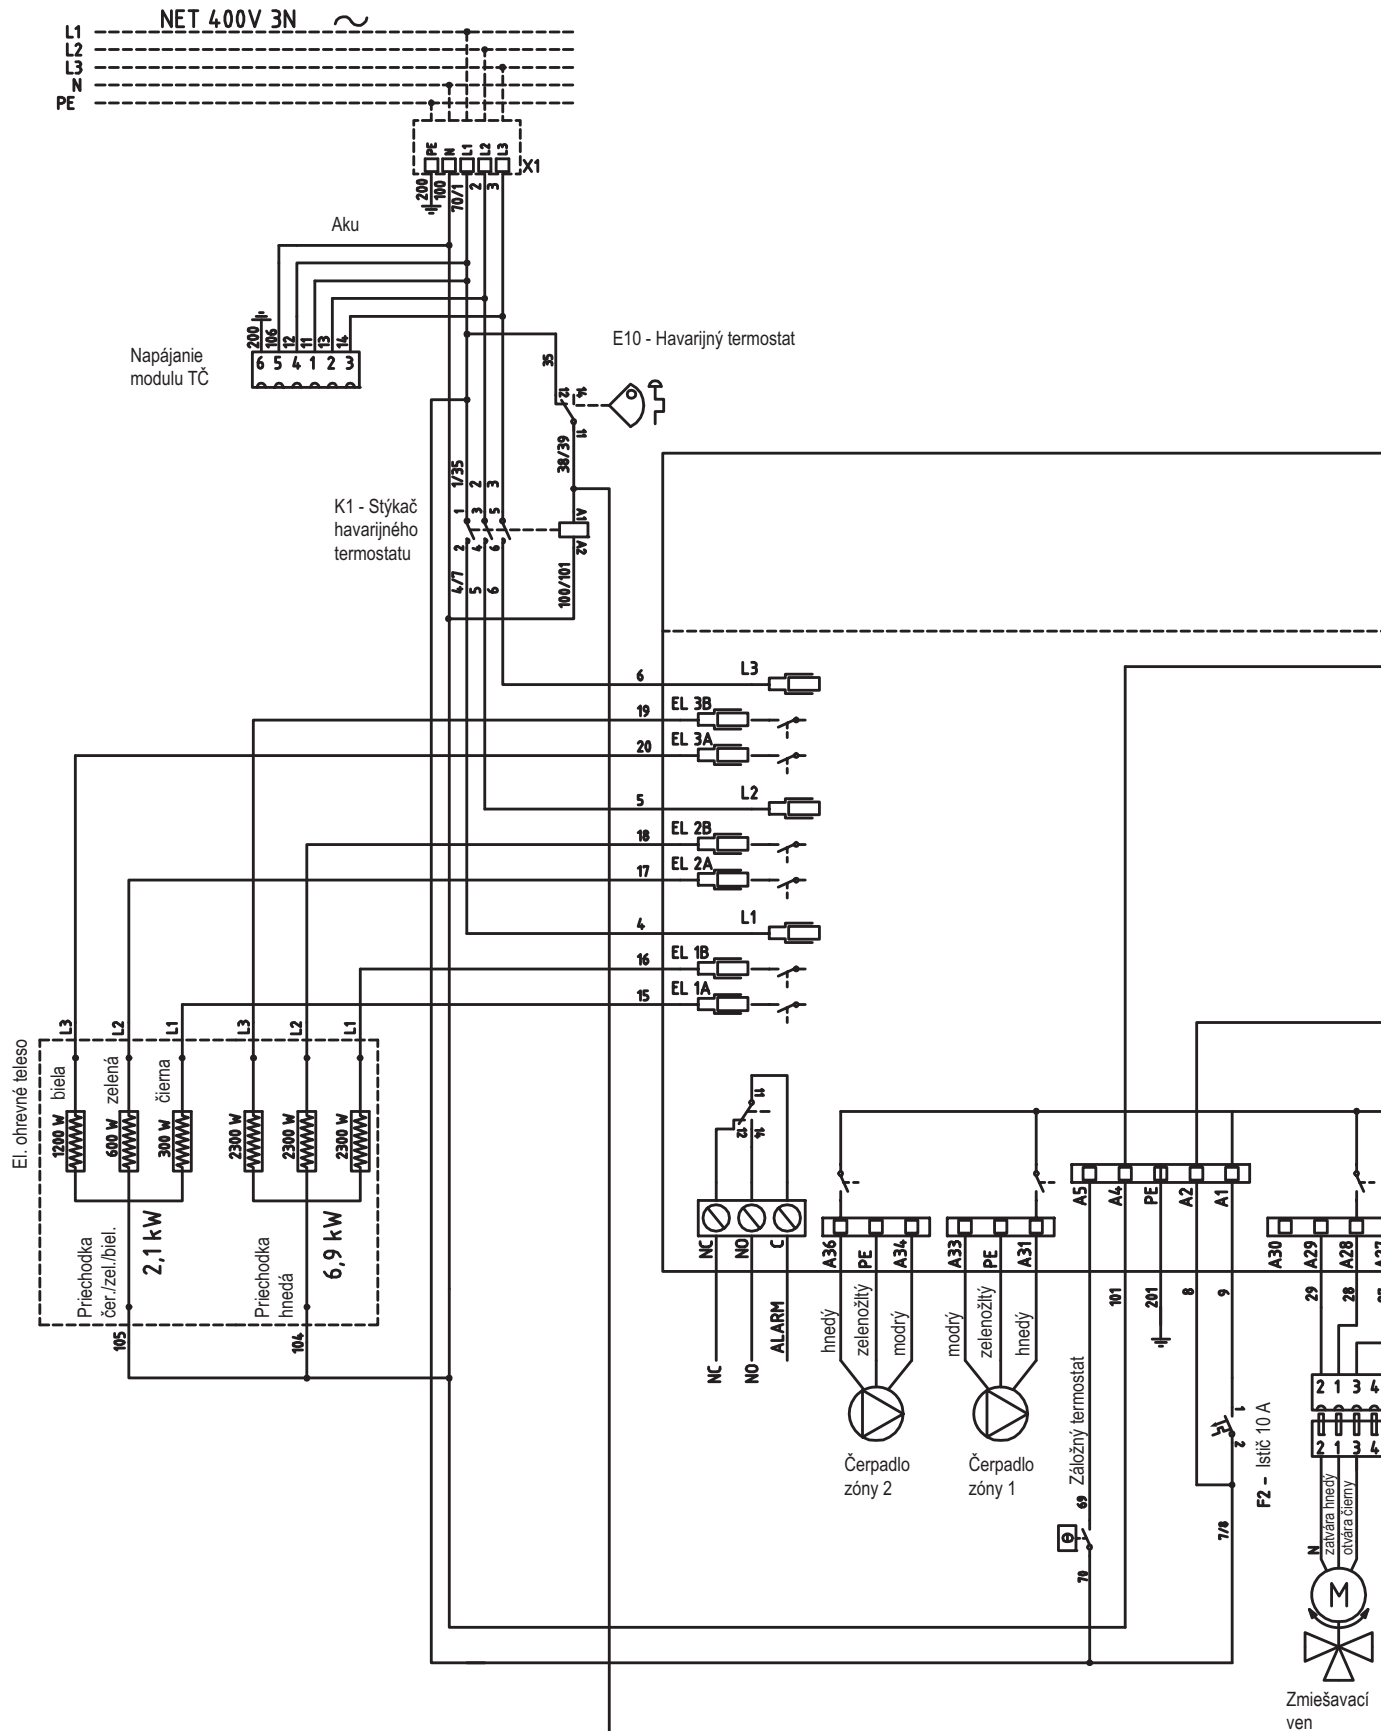 NET 400V 3N
L1
L2
L3
N
PE
PE N L1 L2 L3
X1
200 100 70/1 2 3
Aku
200 106 12 11 13 14
6 5 4 1 2 3
Napájanie
modulu TČ
E10 - Havarijný termostat
35
12 14
11
38/39
1/35 2 3
K1 - Stýkač
havarijného
termostatu
1 3 5
2 4 6
A1
A2
4/7 5 6
100/101
6 L3
19 EL 3B
20 EL 3A
5 L2
18 EL 2B
17 EL 2A
4 L1
16 EL 1B
15 EL 1A
El. ohrevné teleso
L3 L2 L1 L3 L2 L1
biela
zelená
čierna
1200 W 600 W 300 W 2300 W 2300 W 2300 W
Priechodka
čer./zel./biel.
2,1 kW
Priechodka
hnedá
6,9 kW
105 104
11
12 14
NC NO C
NC NO ALARM
A36 PE A34
A33 PE A31
A5 A4 PE A2 A1
A30 A29 A28 A27
101 201 8 9 29 28 27
hnedý
zelenožltý
modrý
modrý
zelenožltý
hnedý
Čerpadlo
zóny 2
Čerpadlo
zóny 1
Záložný termostat
69
70
Θ
1
2
F2 - Istič 10 A
7/8
2 1 3 4
2 1 3 4
N
zatvára hnedý
otvára čierny
M
Zmiešavací
ven